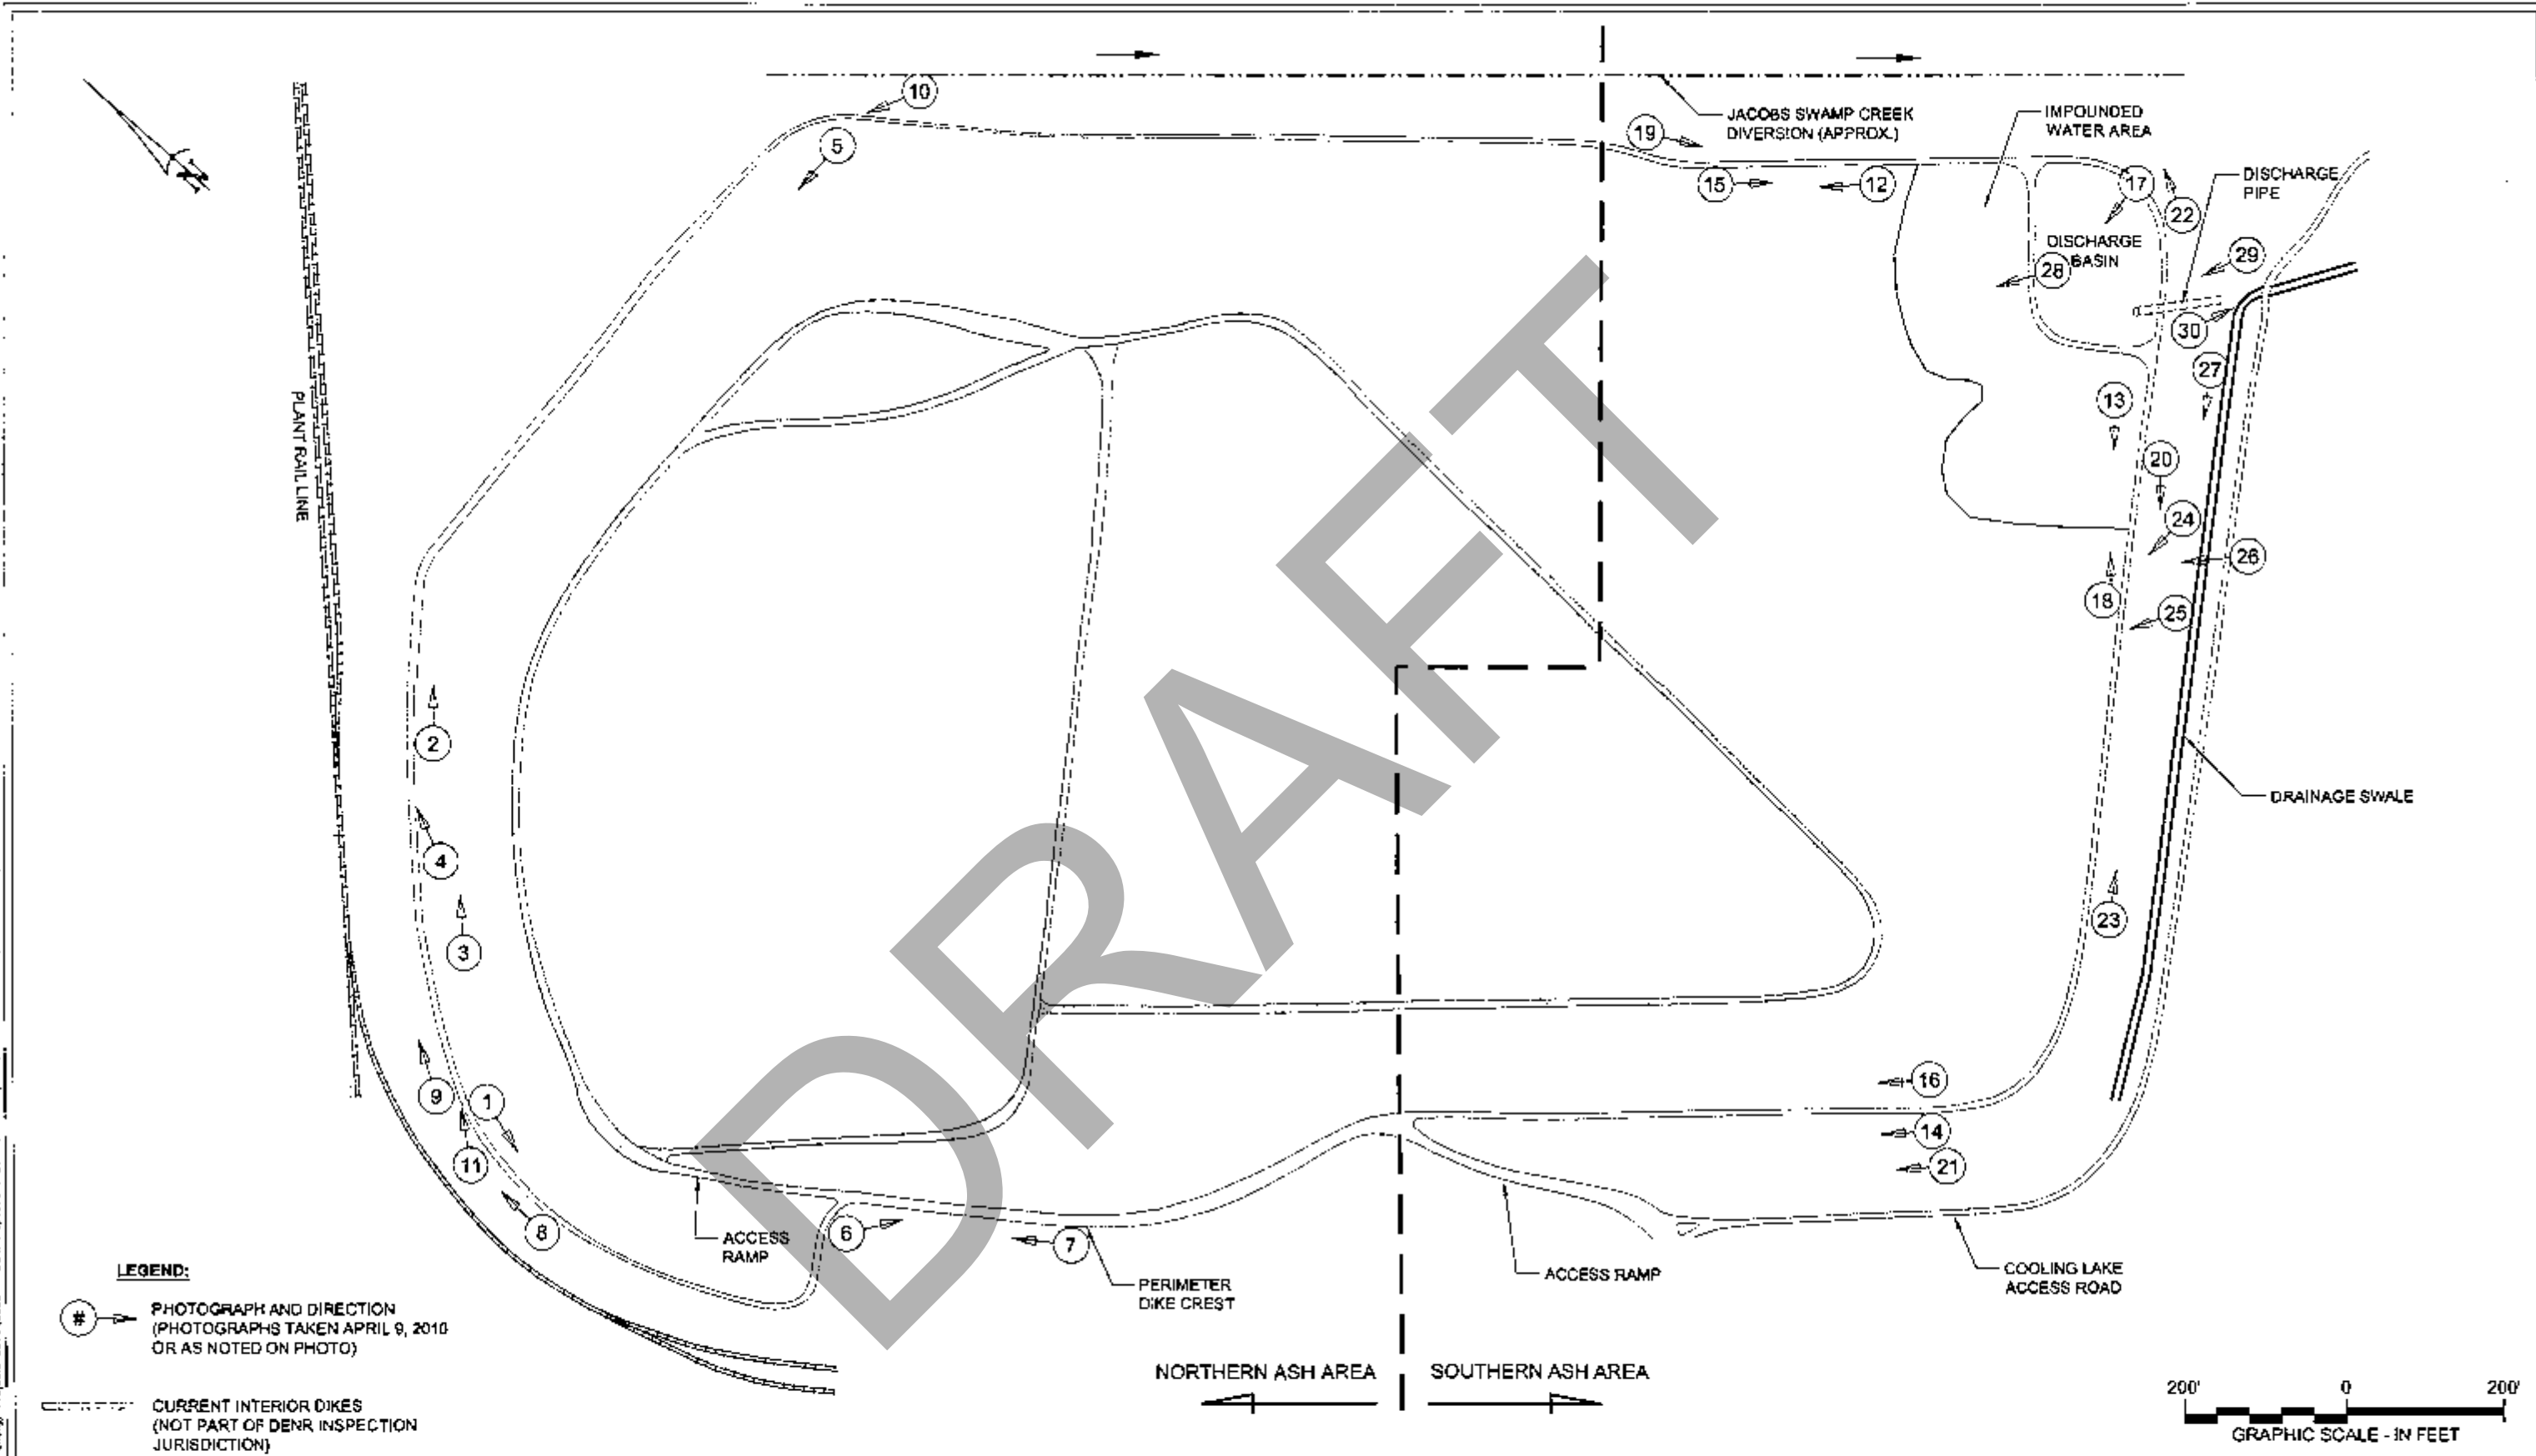 10
JACOBS SWAMP CREEK
DIVERSION (APPROX.)
IMPOUNDED
WATER AREA
19
5
15
12
17
DISCHARGE
PIPE
22
DISCHARGE
BASIN
28
29
30
27
PLANT RAIL LINE
13
20
24
26
18
25
2
DRAINAGE SWALE
4
3
23
9
1
16
14
11
21
8
6
7
ACCESS
RAMP
PERIMETER
DIKE CREST
ACCESS RAMP
COOLING LAKE
ACCESS ROAD
DRAFT
LEGEND:
#
PHOTOGRAPH AND DIRECTION
(PHOTOGRAPHS TAKEN APRIL 9, 2010
OR AS NOTED ON PHOTO)
CURRENT INTERIOR DIKES
(NOT PART OF DENR INSPECTION
JURISDICTION)
NORTHERN ASH AREA
SOUTHERN ASH AREA
200' 0 200'
GRAPHIC SCALE - IN FEET
N